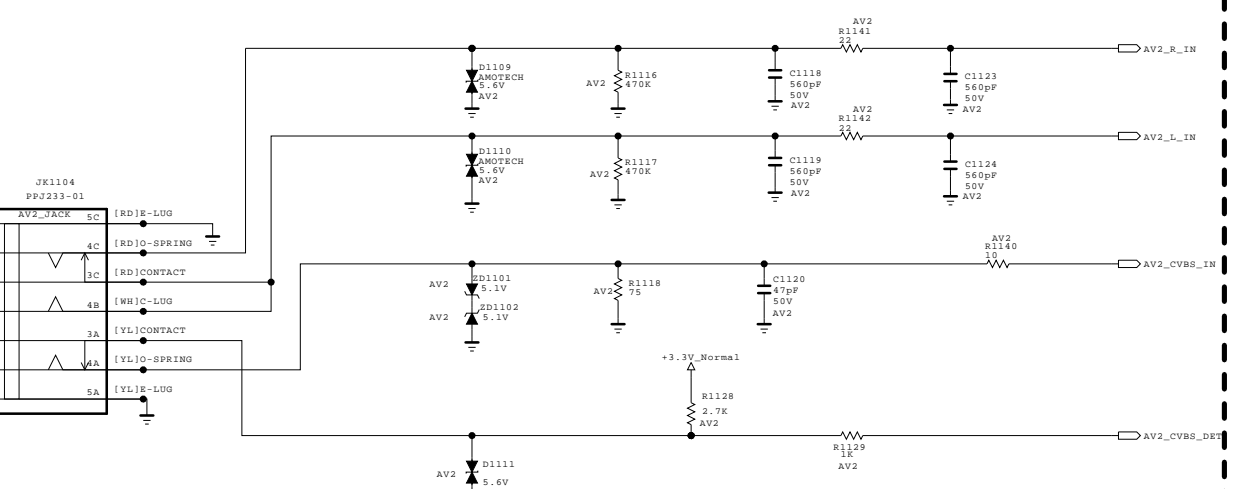 AV2
R1141
22
AV2_R_IN
D1109
AMOTECH
5.6V
AV2
AV2
R1116
470K
C1118
560pF
50V
AV2
C1123
560pF
50V
AV2
AV2
R1142
22
AV2_L_IN
D1110
AMOTECH
5.6V
AV2
AV2
R1117
470K
C1119
560pF
50V
AV2
C1124
560pF
50V
AV2
JK1104
PPJ233-01
AV2_JACK
5C
[RD]E-LUG
4C
[RD]O-SPRING
3C
[RD]CONTACT
4B
[WH]C-LUG
3A
[YL]CONTACT
4A
[YL]O-SPRING
5A
[YL]E-LUG
AV2
R1140
10
AV2_CVBS_IN
AV2
ZD1101
5.1V
AV2
ZD1102
5.1V
AV2
R1118
75
C1120
47pF
50V
AV2
+3.3V_Normal
R1128
2.7K
AV2
R1129
1K
AV2
AV2_CVBS_DET
AV2
D1111
5.6V